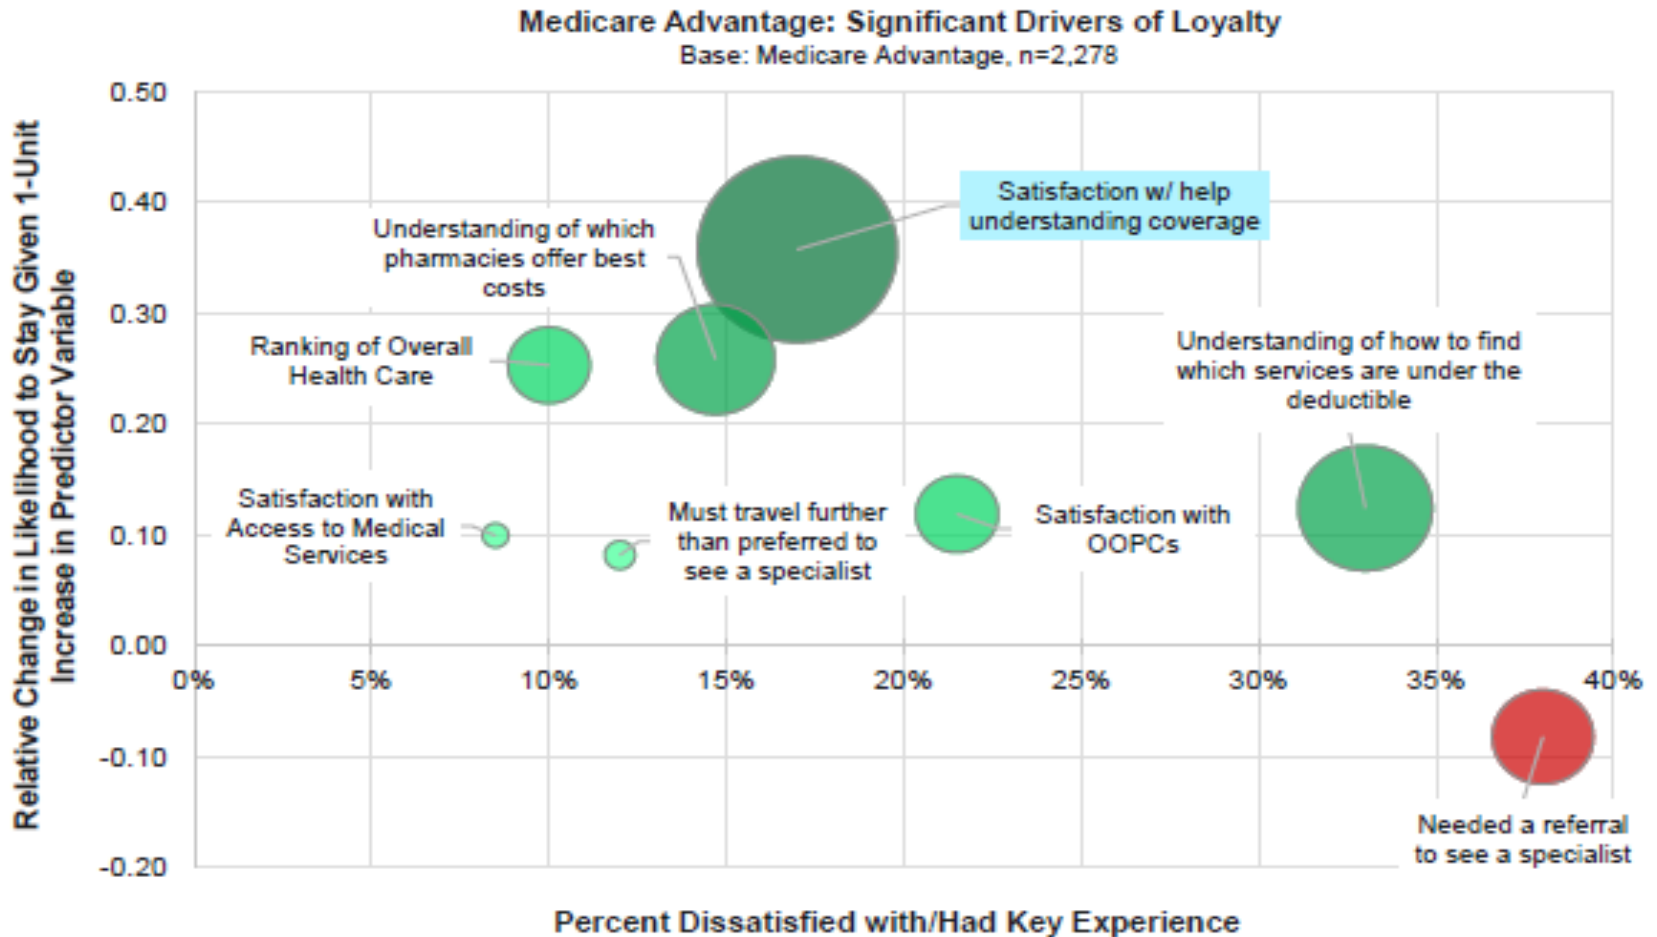 Medicare Advantage: Significant Drivers of Loyalty
Base: Medicare Advantage, n=2,278
Relative Change in Likelihood to Stay Given 1-Unit
Increase in Predictor Variable
0.50
0.40
0.30
0.20
0.10
0.00
-0.10
-0.20
Satisfaction w/ help
understanding coverage
Understanding of which
pharmacies offer best
costs
Ranking of Overall
Health Care
Understanding of how to find
which services are under the
deductible
Satisfaction with
Access to Medical
Services
Must travel further
than preferred to
see a specialist
Satisfaction with
OOPCs
0%
5%
10%
15%
20%
25%
30%
35%
40%
Needed a referral
to see a specialist
Percent Dissatisfied with/Had Key Experience